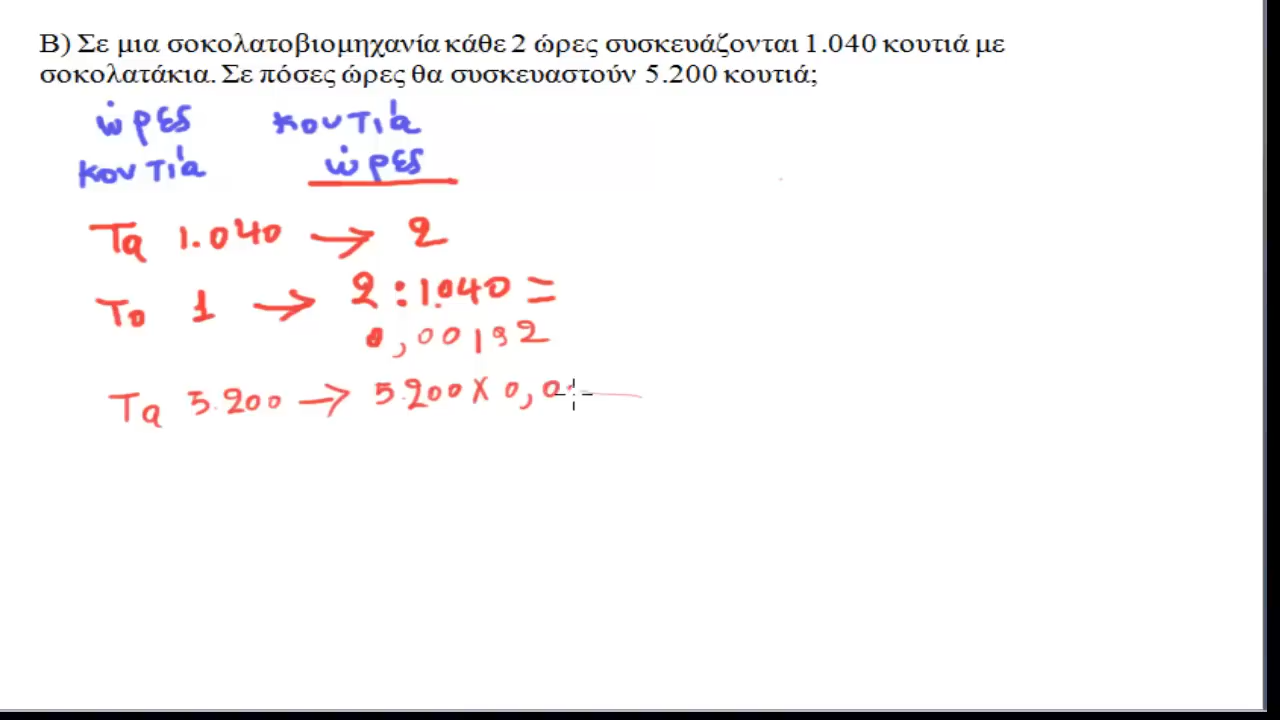 Β) Σε μια σοκολατοβιομηχανία κάθε 2 ώρες συσκευάζονται 1.040 κουτιά με
σοκολατάκια. Σε πόσες ώρες θα συσκευαστούν 5.200 κουτιά;
ώρες κουτιά
κουτιά ώρες
Τα 1.040 → 2
Το 1 → 2 : 1.040 =
0,00192
Τα 5.200 → 5.200 Χ 0,0